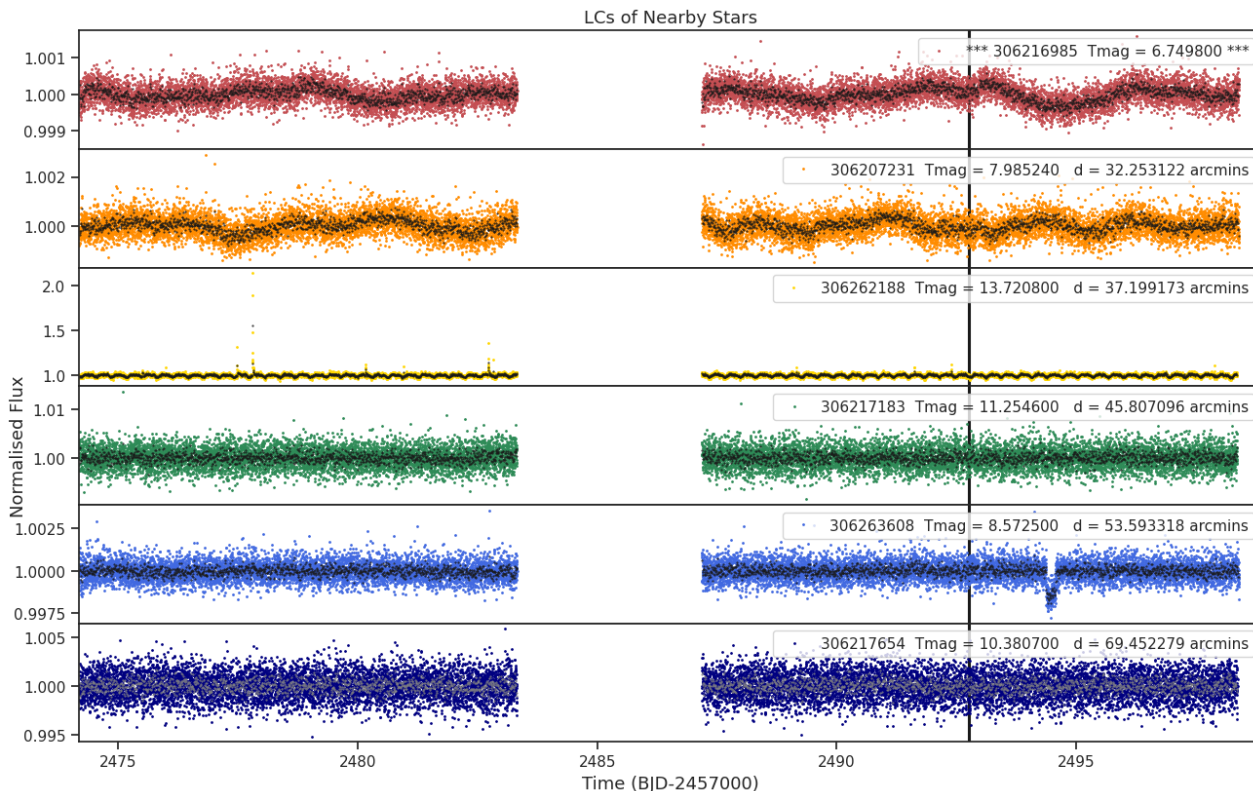 LCs of Nearby Stars
*** 306216985 Tmag = 6.749800 ***
1.001
1.000
0.999
306207231 Tmag = 7.985240 d = 32.253122 arcmins
1.002
1.000
306262188 Tmag = 13.720800 d = 37.199173 arcmins
2.0
1.5
1.0
306217183 Tmag = 11.254600 d = 45.807096 arcmins
1.01
1.00
306263608 Tmag = 8.572500 d = 53.593318 arcmins
1.0025
1.0000
0.9975
306217654 Tmag = 10.380700 d = 69.452279 arcmins
1.005
1.000
0.995
Normalised Flux
2475 2480 2485 2490 2495
Time (BJD-2457000)